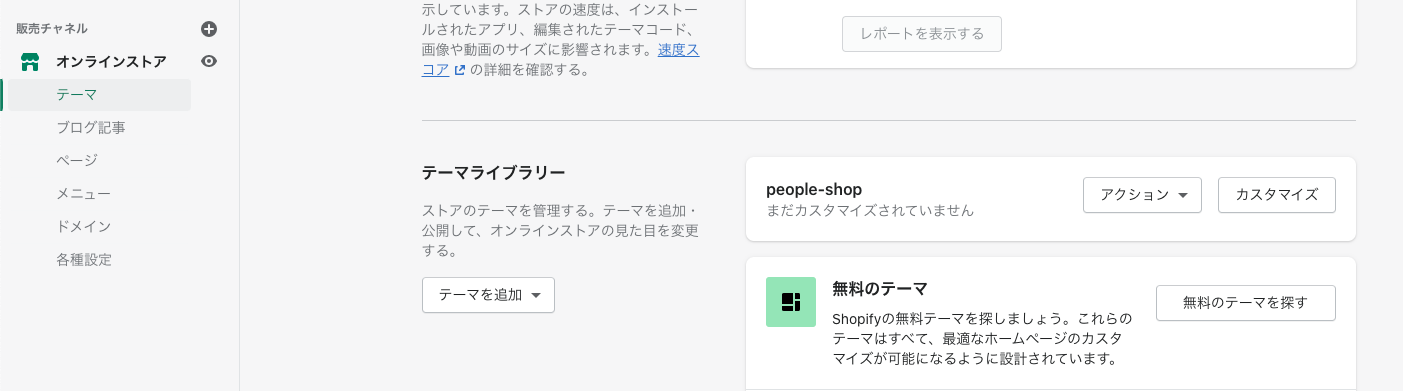 販売チャネル
オンラインストア
テーマ
ブログ記事
ページ
メニュー
ドメイン
各種設定
示しています。ストアの速度は、インストー
ルされたアプリ、編集されたテーマコード、
画像や動画のサイズに影響されます。速度ス
コア の詳細を確認する。
レポートを表示する
テーマライブラリー
ストアのテーマを管理する。テーマを追加・
公開して、オンラインストアの見た目を変更
する。
テーマを追加
people-shop
まだカスタマイズされていません
アクション
カスタマイズ
無料のテーマ
Shopifyの無料テーマを探しましょう。これらの
テーマはすべて、最適なホームページのカスタ
マイズが可能になるように設計されています。
無料のテーマを探す